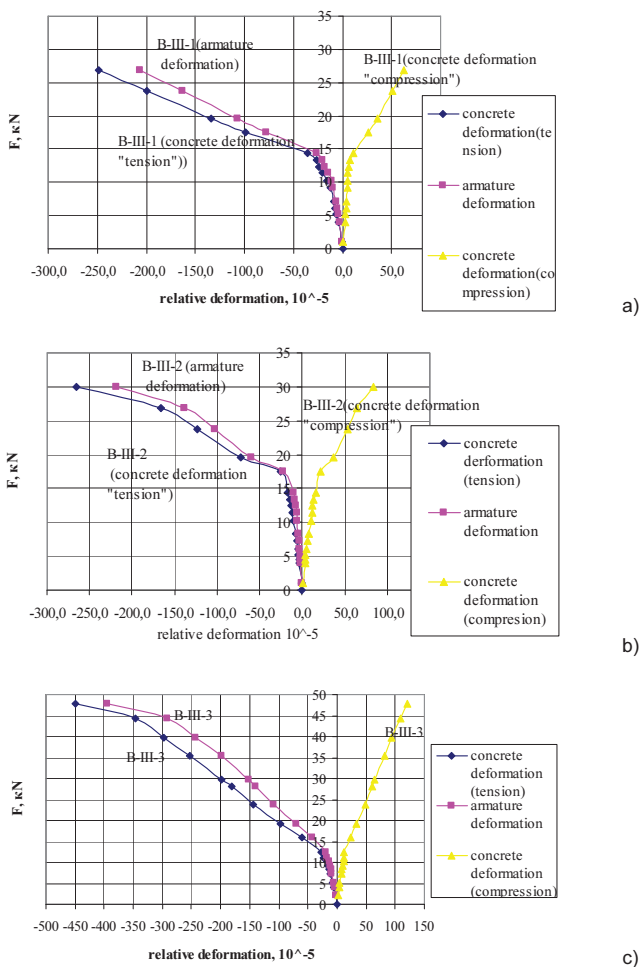 35
30
25
20
15
10
5
0
F, кN
B-III-1(armature
deformation)
B-III-1(concrete deformation
"compression")
B-III-1 (concrete deformation
"tension"))
-300,0 -250,0 -200,0 -150,0 -100,0 -50,0 0,0 50,0
relative deformation, 10^-5
concrete
deformation(te
nsion)
armature
deformation
concrete
deformation(co
mpression)
a)
35
30
25
20
15
10
5
0
F, кN
B-III-2 (armature
deformation)
B-III-2(concrete deformation
"compression")
B-III-2
(concrete deformation
"tension")
-300,0 -250,0 -200,0 -150,0 -100,0 -50,0 0,0 50,0 100,0
relative deformation 10^-5
concrete
derformation
(tension)
armature
deformation
concrete
deformation
(compresion)
b)
50
45
40
35
30
25
20
15
10
5
0
F, кN
B-III-3
B-III-3
B-III-3
-500 -450 -400 -350 -300 -250 -200 -150 -100 -50 0 50 100 150
relative deformation, 10^-5
concrete
deformation
(tension)
armature
deformation
concrete
deformation
(compression)
c)